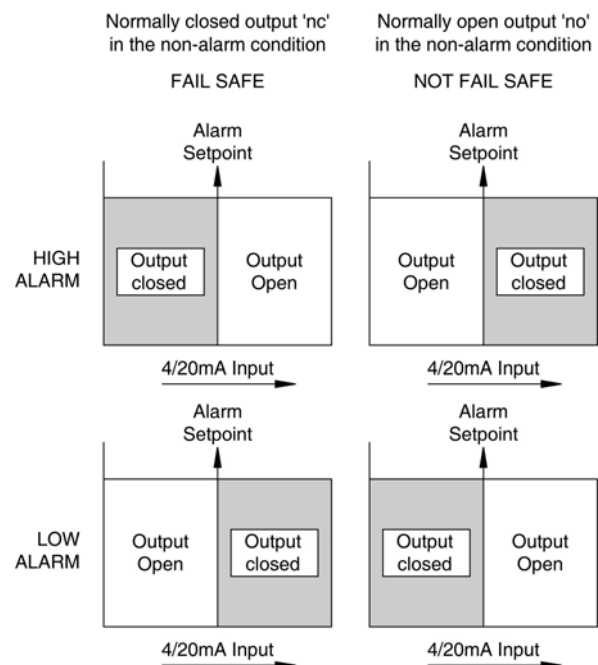 Normally closed output 'nc'
in the non-alarm condition
FAIL SAFE
Normally open output 'no'
in the non-alarm condition
NOT FAIL SAFE
HIGH
ALARM
Alarm
Setpoint
Output
closed
Output
Open
4/20mA Input
Alarm
Setpoint
Output
Open
Output
closed
4/20mA Input
LOW
ALARM
Alarm
Setpoint
Output
Open
Output
closed
4/20mA Input
Alarm
Setpoint
Output
closed
Output
Open
4/20mA Input